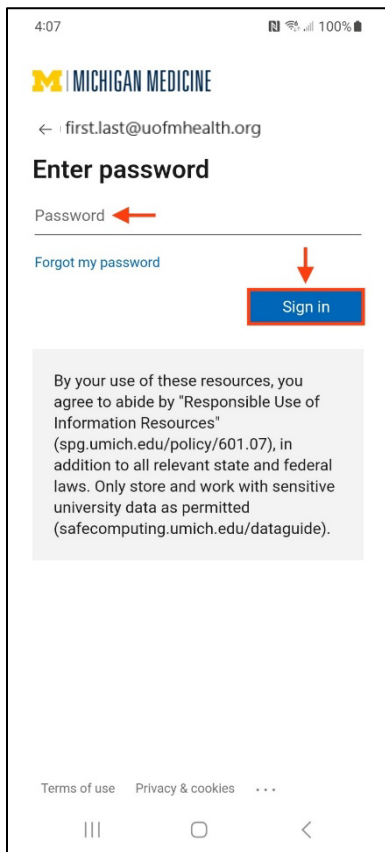 4:07 100%
M | MICHIGAN MEDICINE
first.last@uofmhealth.org
Enter password
Password
Forgot my password
Sign in
By your use of these resources, you
agree to abide by "Responsible Use of
Information Resources"
(spg.umich.edu/policy/601.07), in
addition to all relevant state and federal
laws. Only store and work with sensitive
university data as permitted
(safecomputing.umich.edu/dataguide).
Terms of use Privacy & cookies ...